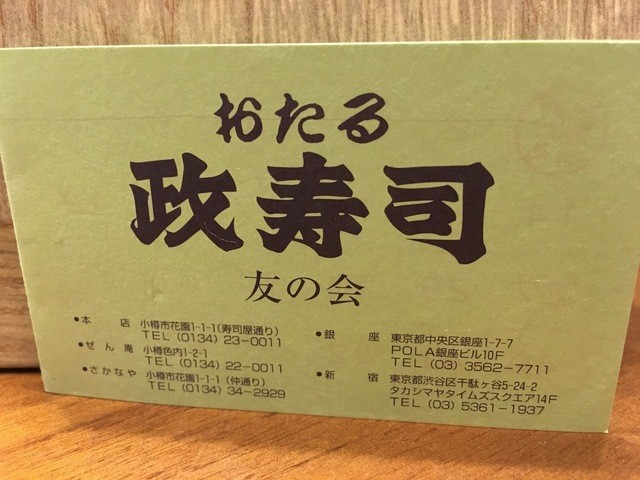 おたる
政寿司
友の会
●本 店 小樽市花園1-1-1(寿司屋通り)
TEL (0134) 23-0011
●ぜん庵 小樽色内1-2-1
TEL (0134) 22-0011
●さかなや 小樽市花園1-1-1 (仲通り)
TEL (0134) 34-2929
●銀 座 東京都中央区銀座1-7-7
POLA銀座ビル10F
TEL (03) 3562-7711
●新 宿 東京都渋谷区千駄ヶ谷5-24-2
タカシマヤタイムズスクエア14F
TEL (03) 5361-1937